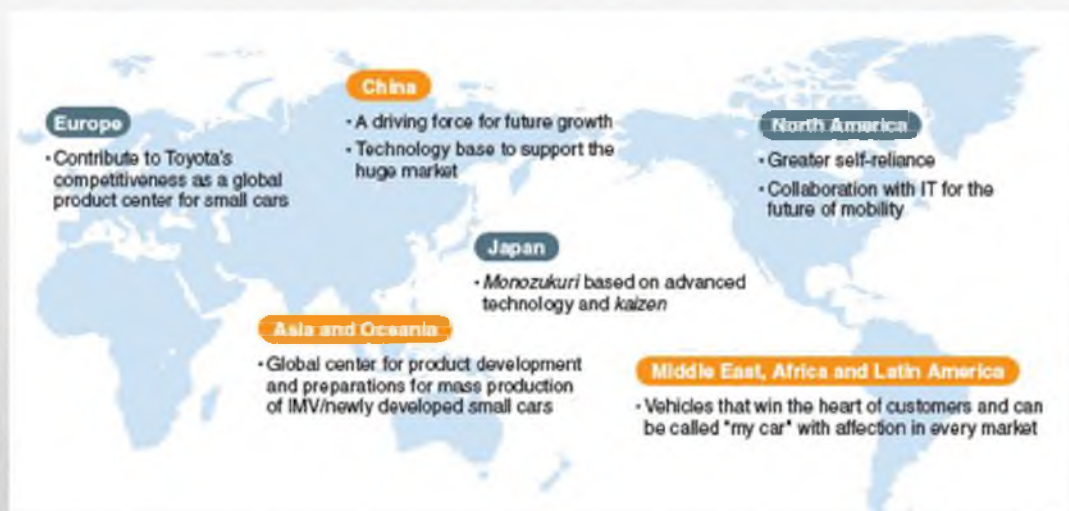 Europe
・Contribute to Toyota's
competitiveness as a global
product center for small cars
China
・A driving force for future growth
・Technology base to support the
huge market
North America
・Greater self-reliance
・Collaboration with IT for the
future of mobility
Japan
・Monozukuri based on advanced
technology and kaizen
Asia and Oceania
・Global center for product development
and preparations for mass production
of IMV/newly developed small cars
Middle East, Africa and Latin America
・Vehicles that win the heart of customers and can
be called "my car" with affection in every market